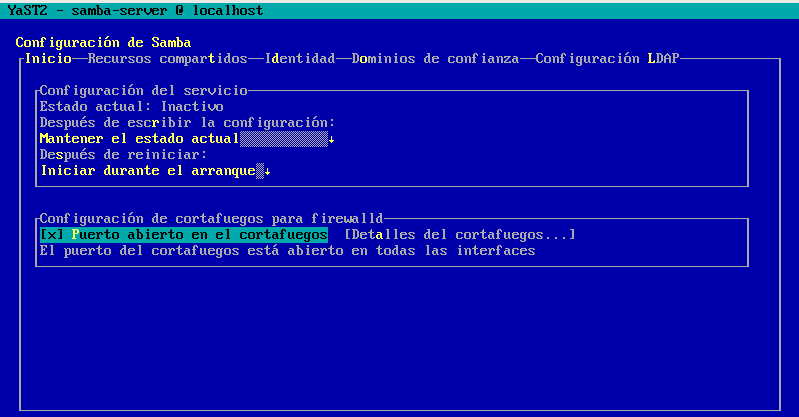 YaST2 - samba-server @ localhost
Configuración de Samba
Inicio—Recursos compartidos—Identidad—Dominios de confianza—Configuración LDAP
Configuración del servicio
Estado actual: Inactivo
Después de escribir la configuración:
Mantener el estado actual↓
Después de reiniciar:
Iniciar durante el arranque↓
Configuración de cortafuegos para firewalld
[x] Puerto abierto en el cortafuegos [Detalles del cortafuegos...]
El puerto del cortafuegos está abierto en todas las interfaces